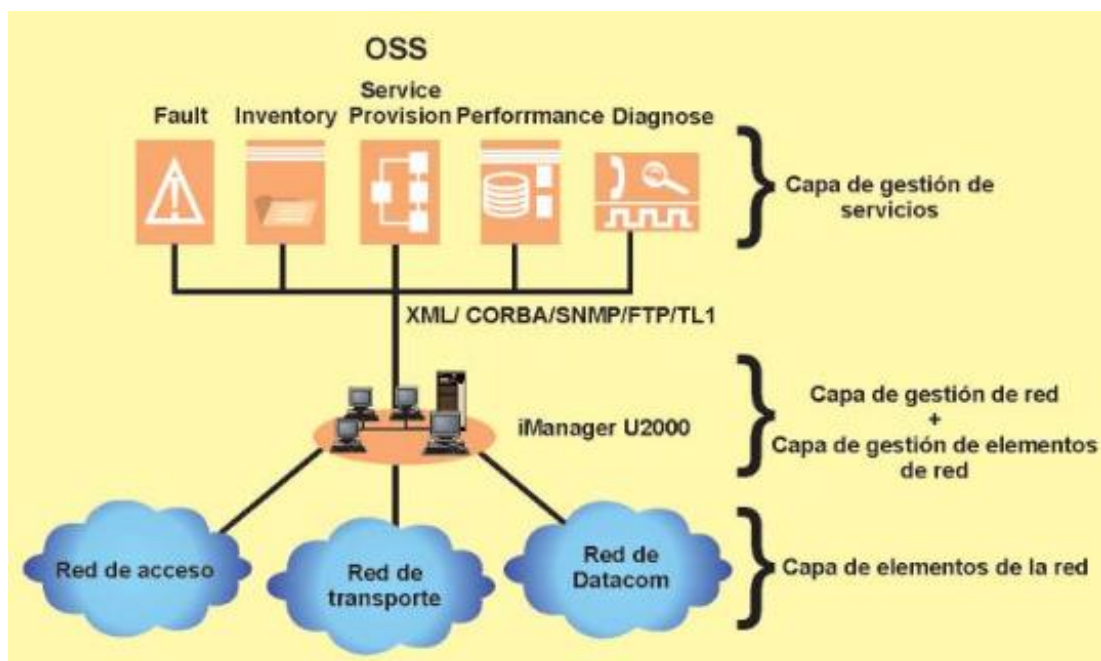 OSS
Fault
Inventory
Service
Provision
Perforrmance
Diagnose
Capa de gestión de
servicios
XML/ CORBA/SNMP/FTP/TL1
iManager U2000
Capa de gestión de red
+
Capa de gestión de elementos
de red
Red de acceso
Red de
transporte
Red de
Datacom
Capa de elementos de la red